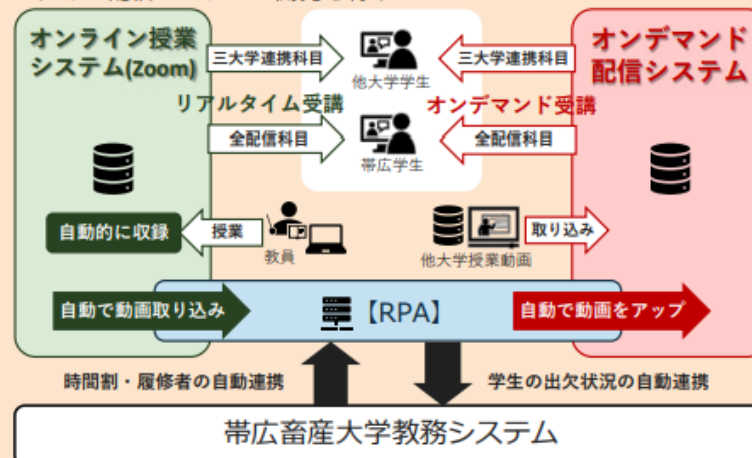 オンライン授業
システム(Zoom)
三大学連携科目
他大学学生
三大学連携科目
オンデマンド
配信システム
リアルタイム受講
オンデマンド受講
全配信科目
帯広学生
全配信科目
自動的に収録
授業
教員
他大学授業動画
取り込み
自動で動画取り込み
【RPA】
自動で動画をアップ
時間割・履修者の自動連携
学生の出欠状況の自動連携
帯広畜産大学教務システム